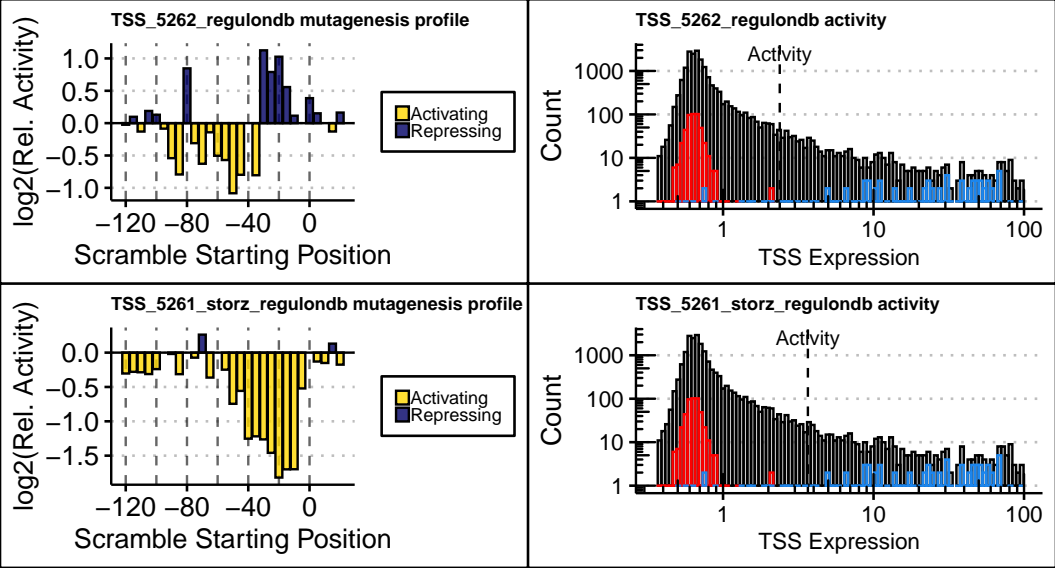 TSS_5262_regulondb mutagenesis profile
log2(Rel. Activity)
1.0
0.5
0.0
−0.5
−1.0
−120 −80 −40 0
Scramble Starting Position
Activating
Repressing
TSS_5262_regulondb activity
Activity
Count
1000
100
10
1
1 10 100
TSS Expression
TSS_5261_storz_regulondb mutagenesis profile
log2(Rel. Activity)
0.0
−0.5
−1.0
−1.5
−120 −80 −40 0
Scramble Starting Position
Activating
Repressing
TSS_5261_storz_regulondb activity
Activity
Count
1000
100
10
1
1 10 100
TSS Expression